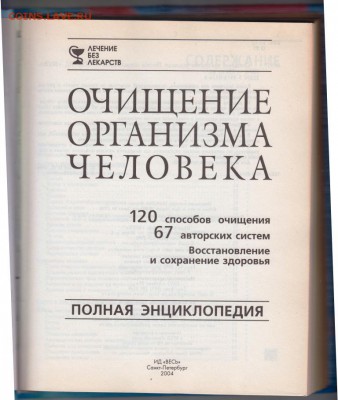 ЛЕЧЕНИЕ
БЕЗ
ЛЕКАРСТВ
ОЧИЩЕНИЕ
ОРГАНИЗМА
ЧЕЛОВЕКА
120 способов очищения
67 авторских систем
Восстановление
и сохранение здоровья
ПОЛНАЯ ЭНЦИКЛОПЕДИЯ
ИД «ВЕСЬ»
Санкт-Петербург
2004